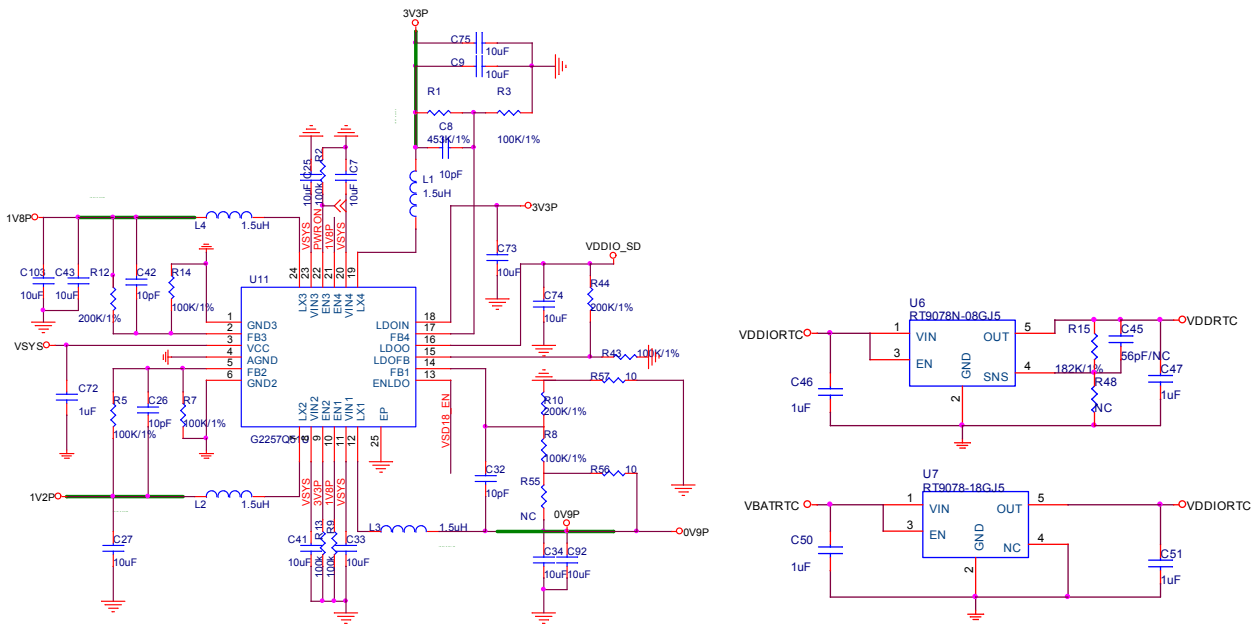 3V3P
C75
10uF
C9
10uF
R1
R3
C8
453K/1%
100K/1%
10pF
L1
1.5uH
C25
10uF
R2
100k
C7
10uF
VSYS
PWRON
1V8P
VSYS
1V8P
L4
1.5uH
3V3P
C73
10uF
VDDIO_SD
C103
10uF
C43
10uF
R12
200K/1%
C42
10pF
R14
100K/1%
24
23
22
21
20
19
U11
LX3
VIN3
EN3
EN4
VIN4
LX4
C74
10uF
R44
200K/1%
1
GND3
2
FB3
3
VCC
4
AGND
5
FB2
6
GND2
18
LDOIN
17
FB4
16
LDOO
15
LDOFB
14
FB1
13
ENLDO
VSYS
C72
1uF
R43
100K/1%
R57
10
R10
200K/1%
R8
100K/1%
R56
10
R55
NC
R5
100K/1%
C26
10pF
R7
100K/1%
LX2
VIN2
EN2
EN1
VIN1
LX1
EP
7
8
9
10
11
12
25
VSD18_EN
C32
10pF
VSYS
3V3P
1V8P
VSYS
1V2P
L2
1.5uH
L3
1.5uH
0V9P
0V9P
C27
10uF
C41
10uF
R13
100k
R9
100k
C33
10uF
C34
10uF
C92
10uF
U6
RT9078N-08GJ5
VDDIORTC
1
VIN
OUT
5
3
EN
SNS
4
GND
2
R15
182K/1%
C45
56pF/NC
VDDRTC
R48
NC
C47
1uF
C46
1uF
U7
RT9078-18GJ5
VBATRTC
1
VIN
OUT
5
VDDIORTC
3
EN
NC
4
GND
2
C50
1uF
C51
1uF